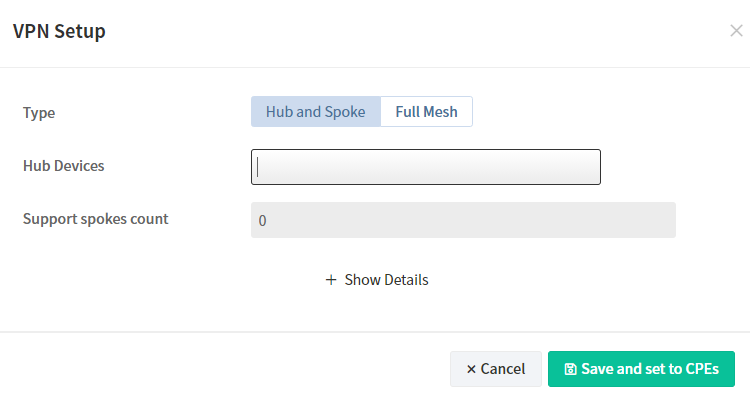 VPN Setup
Type
Hub and Spoke
Full Mesh
Hub Devices
Support spokes count
0
+ Show Details
× Cancel
Save and set to CPEs